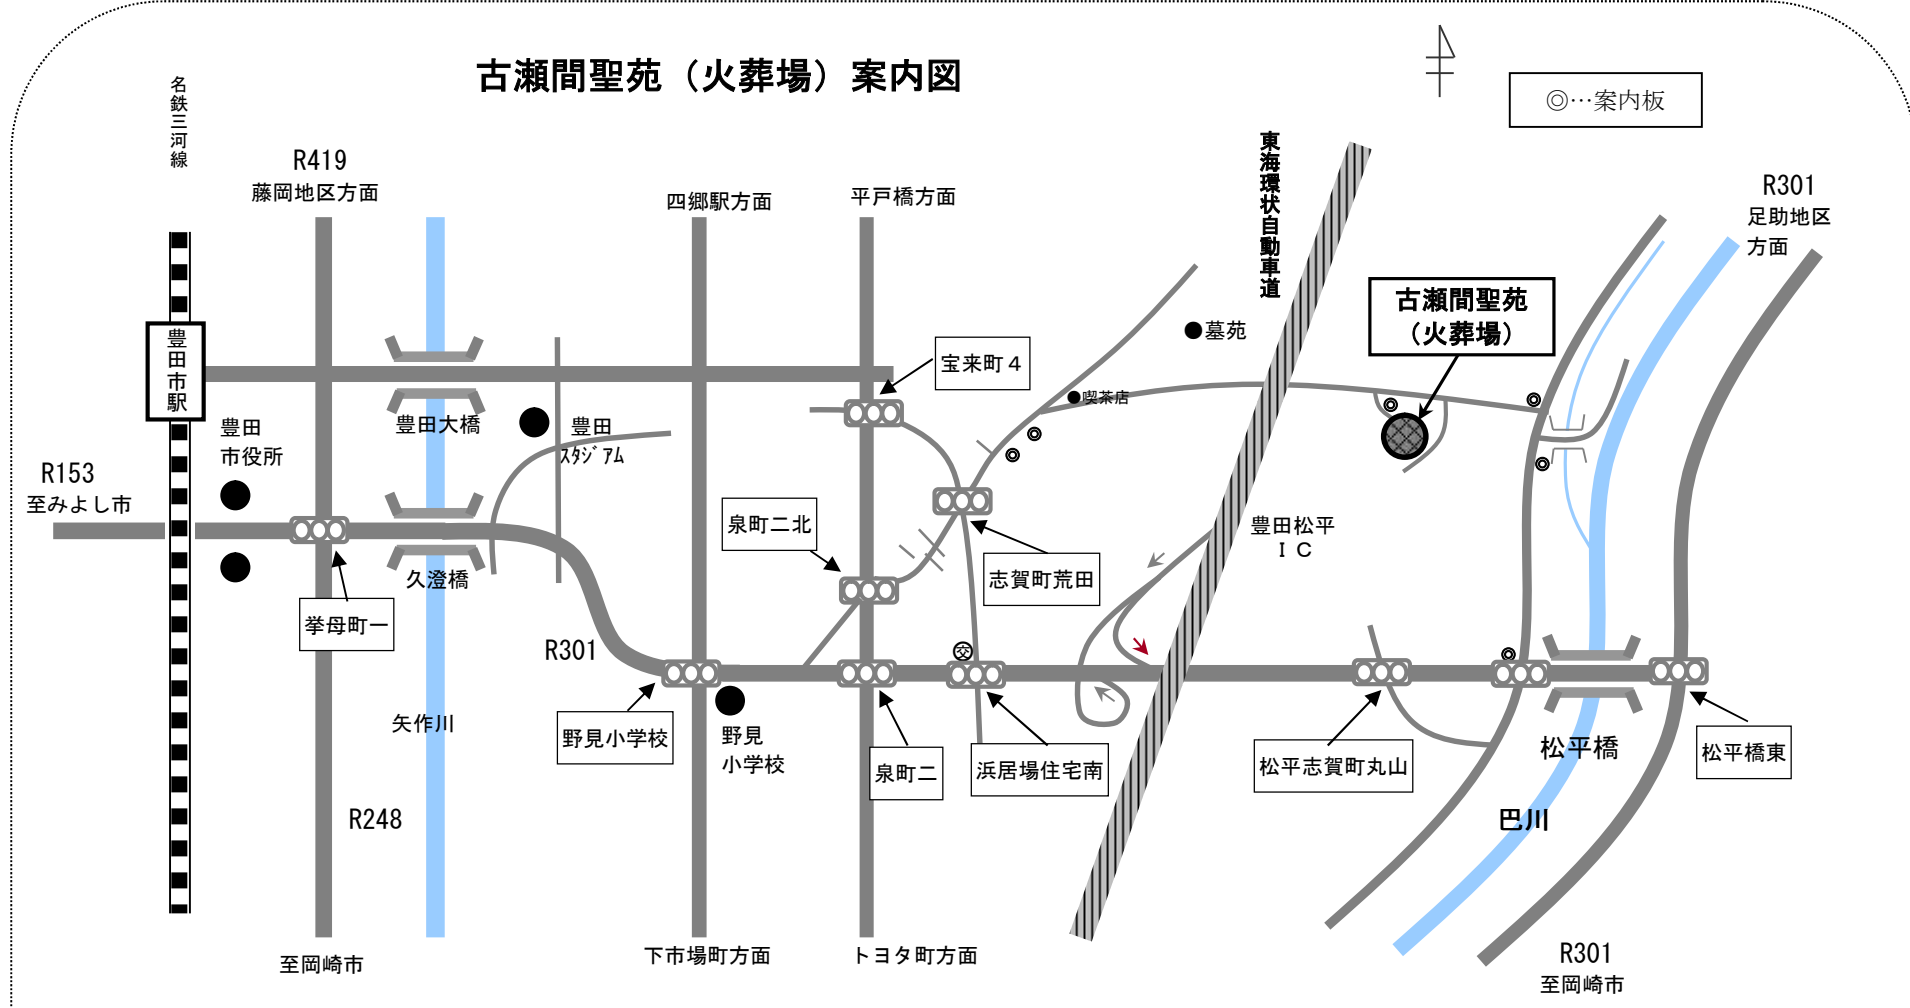 古瀬間聖苑（火葬場）案内図
◎…案内板
名鉄三河線
R419
藤岡地区方面
四郷駅方面
平戸橋方面
東海環状自動車道
R301
足助地区
方面
古瀬間聖苑
（火葬場）
墓苑
宝来町４
喫茶店
豊田市駅
豊田大橋
豊田
ｽﾀｼﾞｱﾑ
豊田
市役所
R153
至みよし市
泉町二北
志賀町荒田
豊田松平
ＩＣ
久澄橋
挙母町一
R301
交
矢作川
野見小学校
野見
小学校
泉町二
浜居場住宅南
松平志賀町丸山
松平橋
松平橋東
R248
巴川
至岡崎市
下市場町方面
トヨタ町方面
R301
至岡崎市